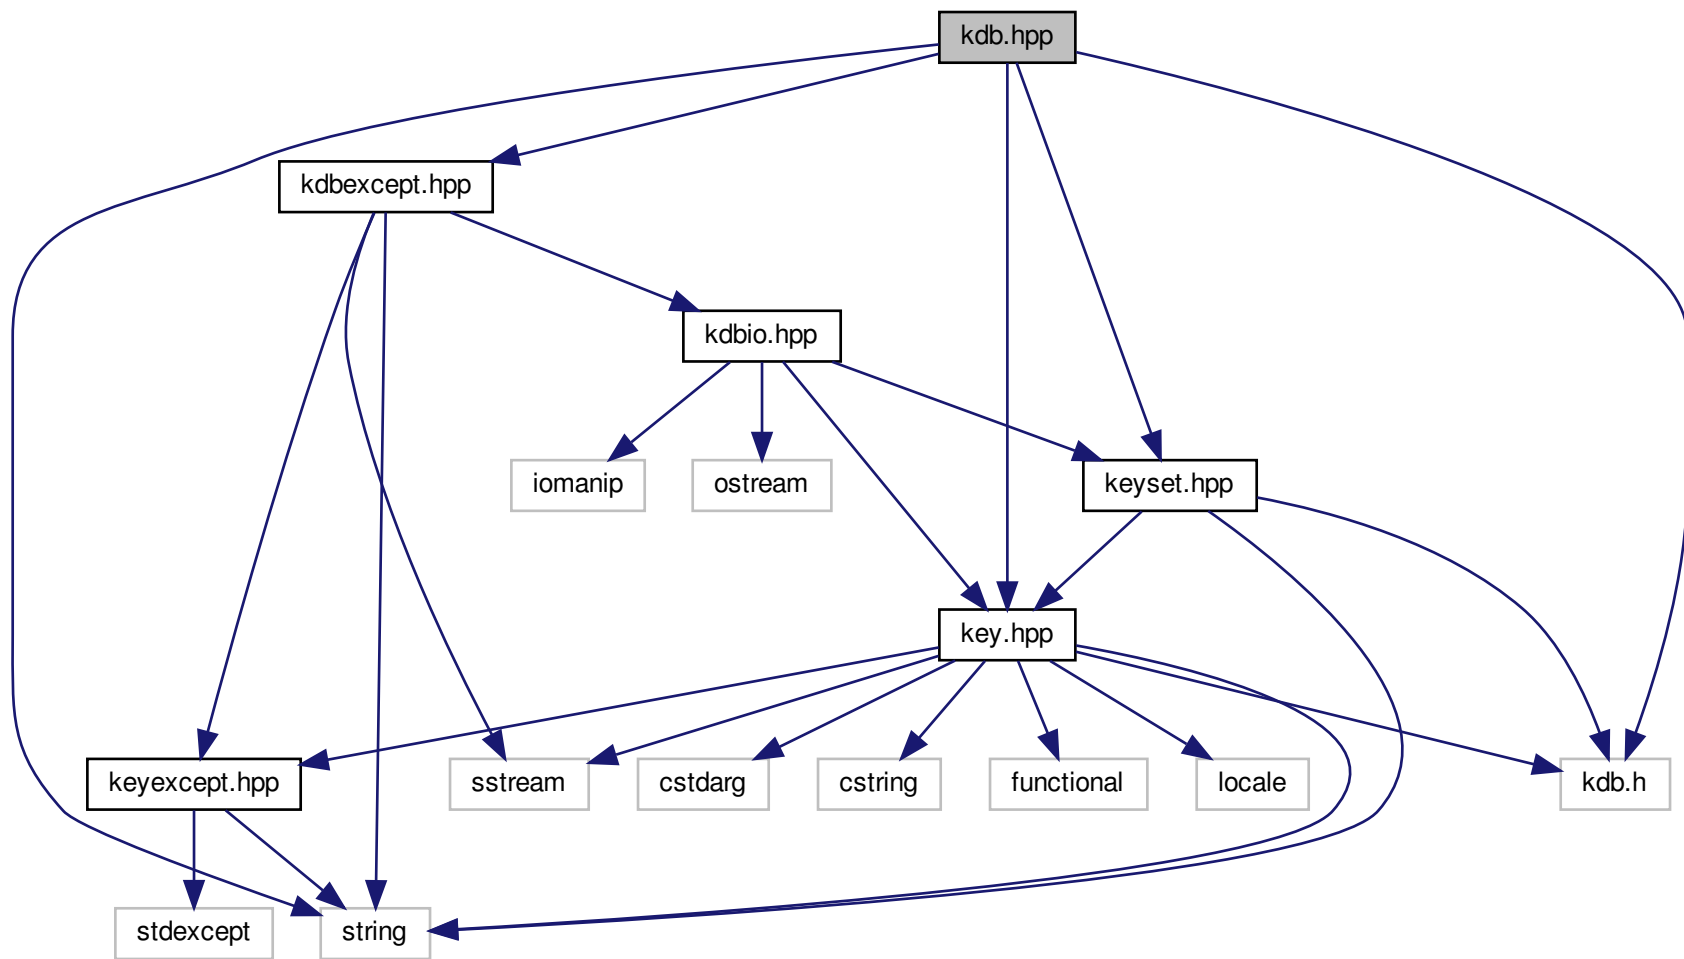 kdb.hpp
kdbexcept.hpp
kdbio.hpp
iomanip
ostream
keyset.hpp
key.hpp
keyexcept.hpp
sstream
cstdarg
cstring
functional
locale
kdb.h
stdexcept
string